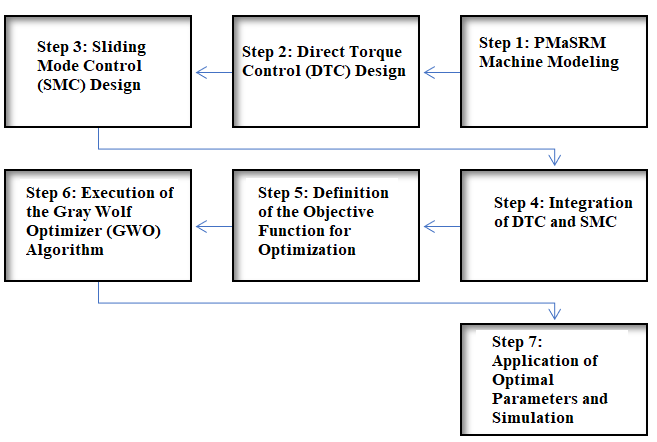 Step 1: PMaSRM
Machine Modeling
Step 2: Direct Torque
Control (DTC) Design
Step 3: Sliding
Mode Control
(SMC) Design
Step 4: Integration
of DTC and SMC
Step 5: Definition
of the Objective
Function for
Optimization
Step 6: Execution of
the Gray Wolf
Optimizer (GWO)
Algorithm
Step 7:
Application of
Optimal
Parameters and
Simulation